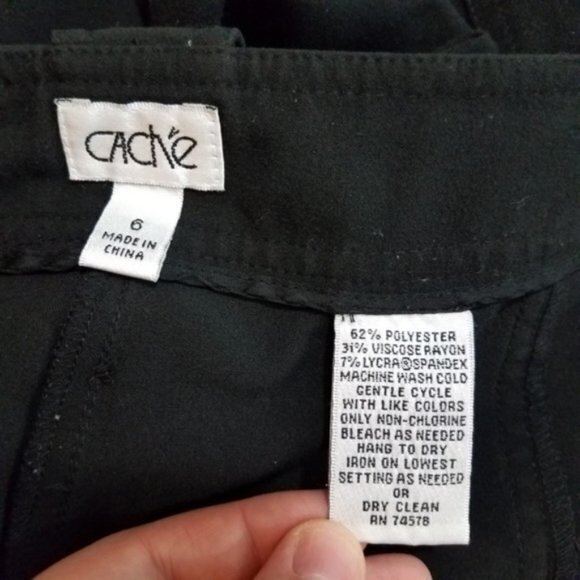 CACHÉ
6
MADE IN
CHINA
62% POLYESTER
31% VISCOSE RAYON
7% LYCRA®SPANDEX
MACHINE WASH COLD
GENTLE CYCLE
WITH LIKE COLORS
ONLY NON-CHLORINE
BLEACH AS NEEDED
HANG TO DRY
IRON ON LOWEST
SETTING AS NEEDED
OR
DRY CLEAN
RN 74578